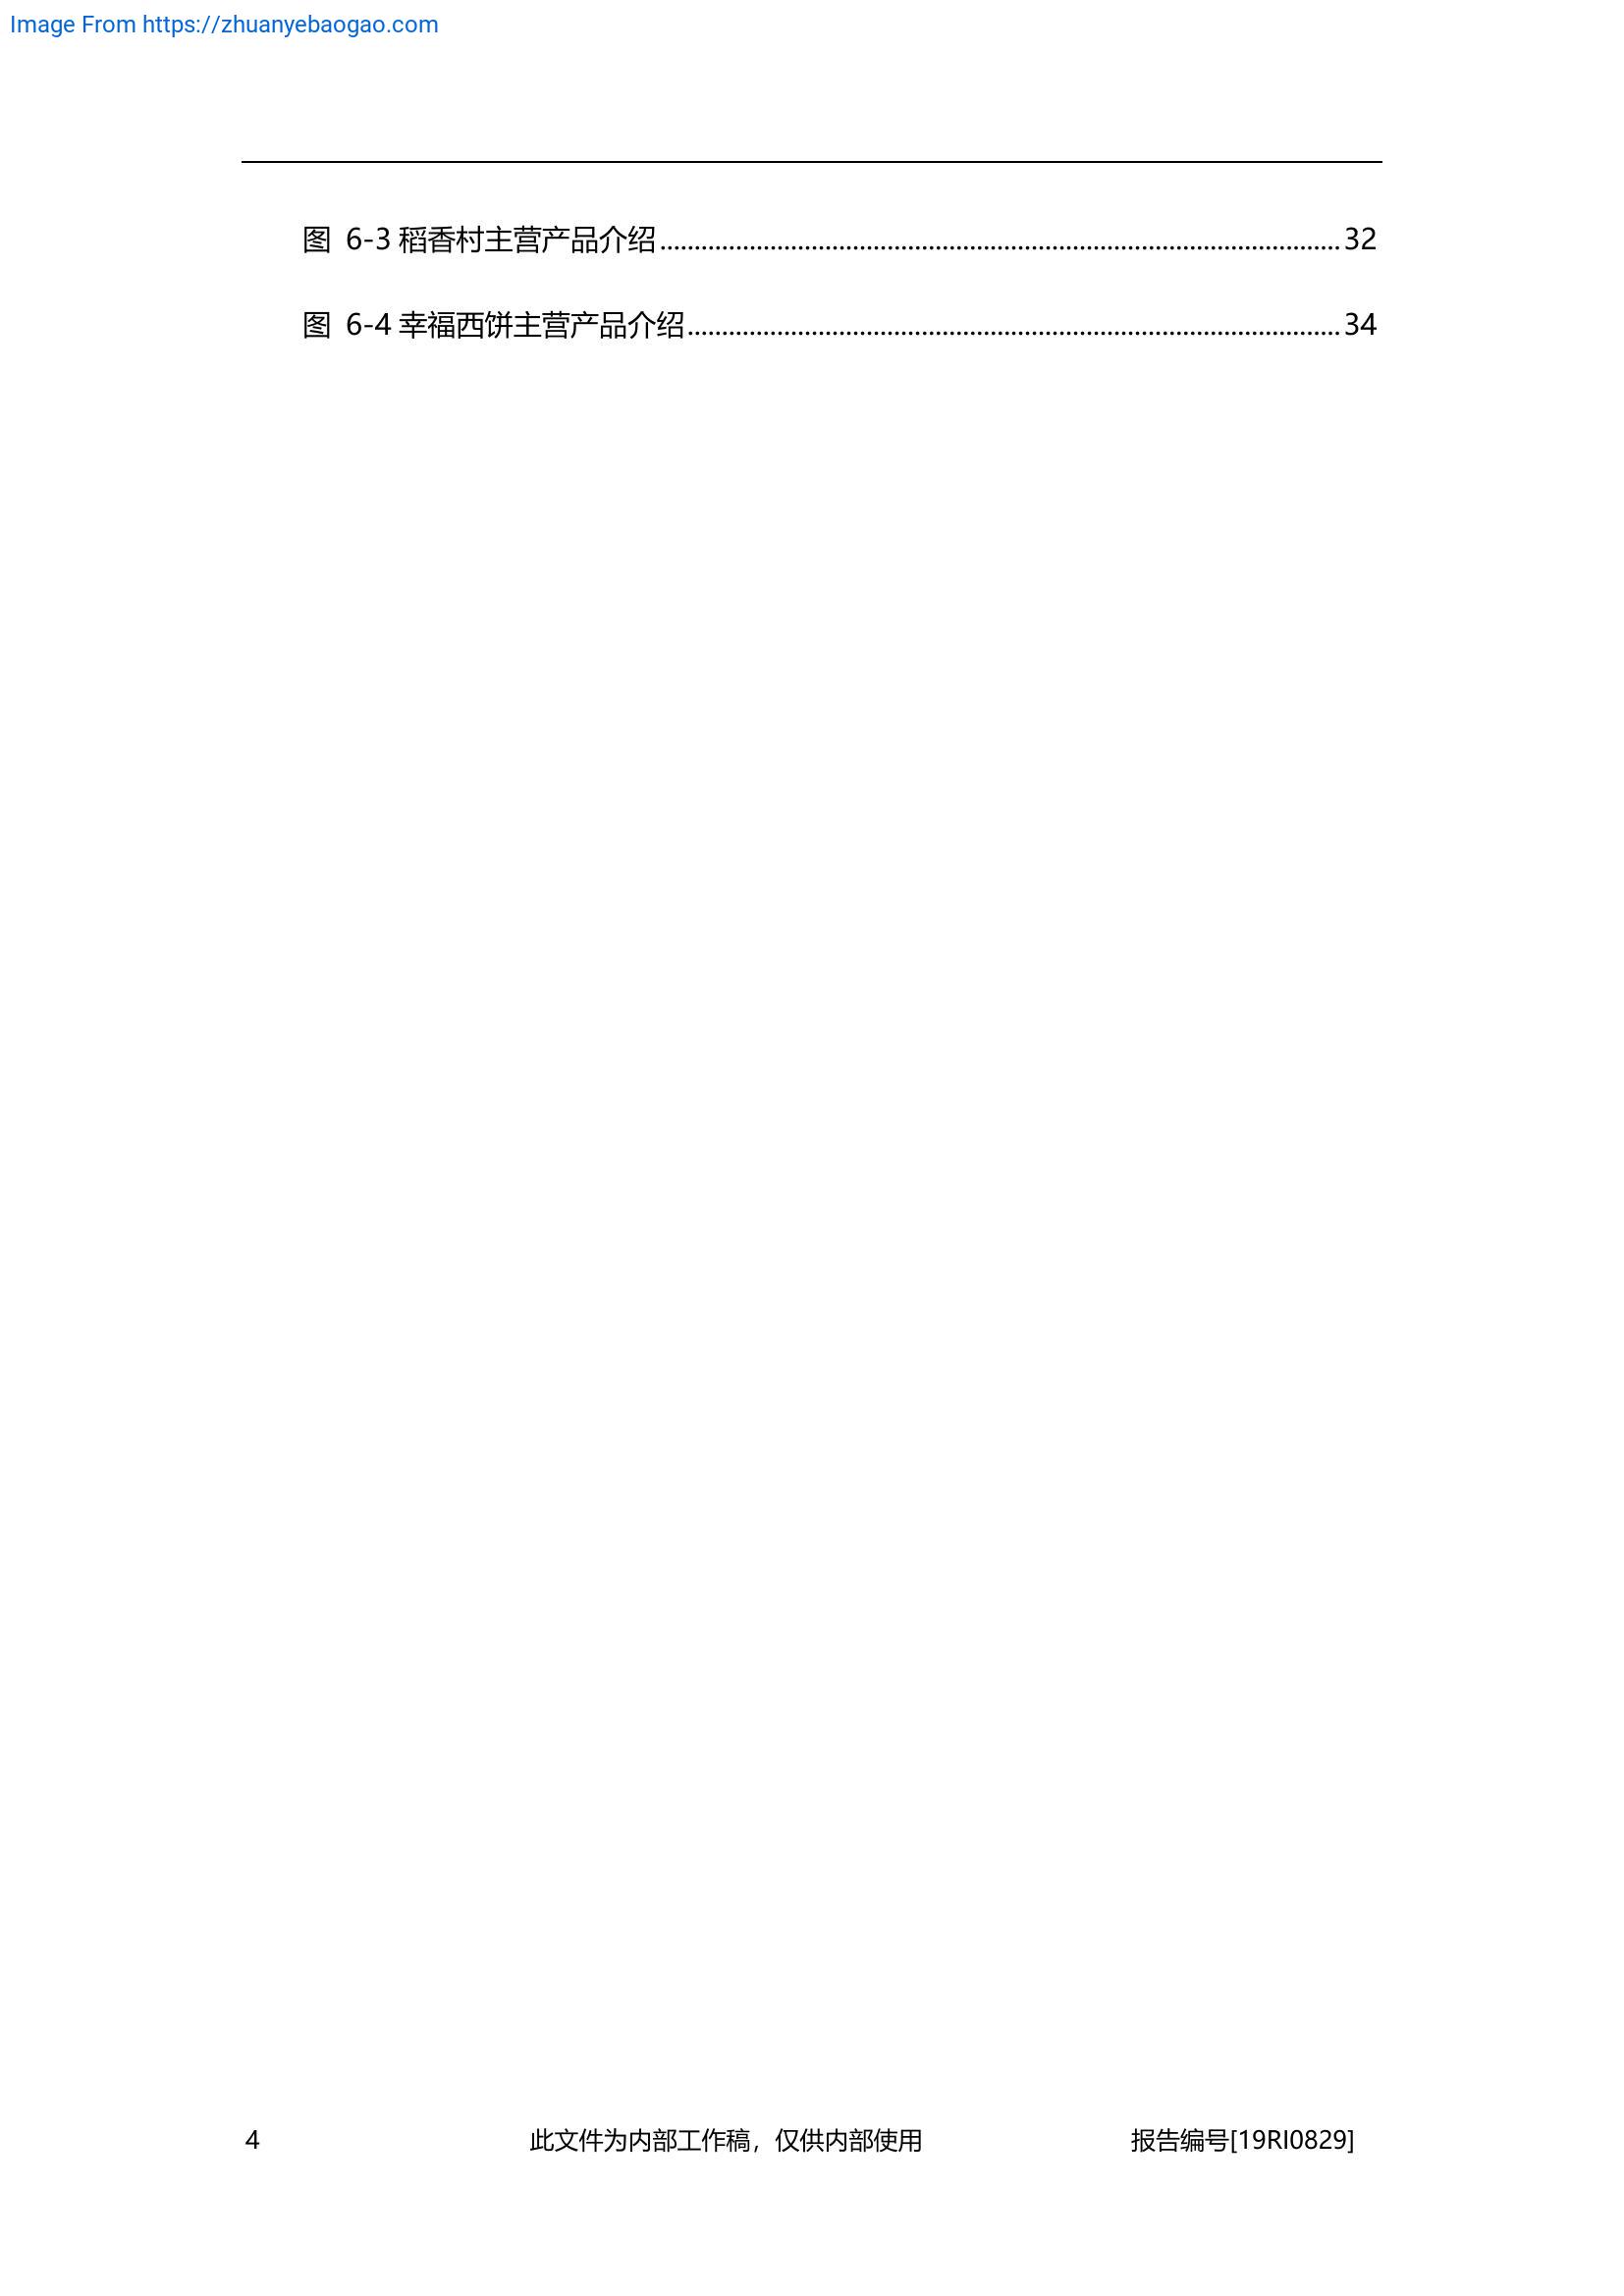 Image From https://zhuanyebaogao.com
图 6-3 稻香村主营产品介绍................................................................................................32
图 6-4 幸福西饼主营产品介绍............................................................................................34
4 此文件为内部工作稿，仅供内部使用 报告编号[19RI0829]